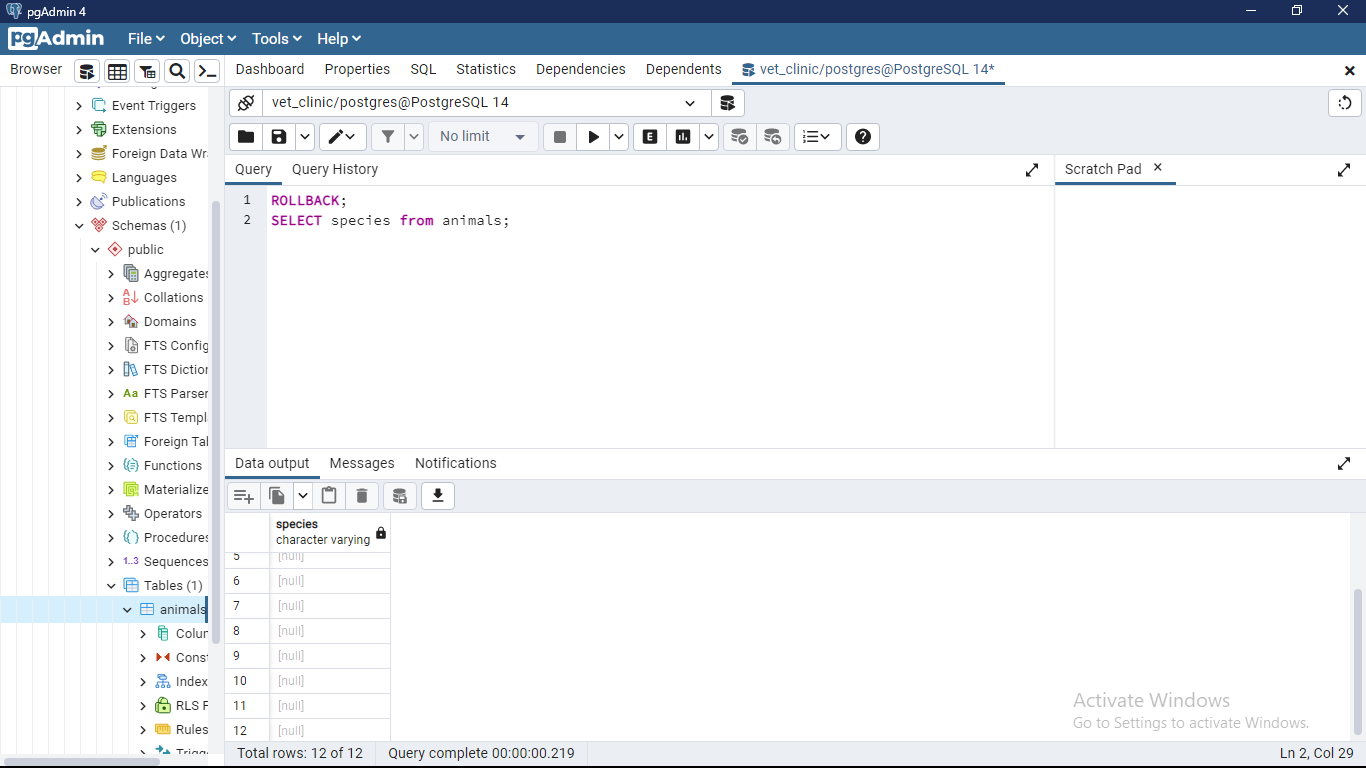 pgAdmin 4
pgAdmin File Object Tools Help
Browser Dashboard Properties SQL Statistics Dependencies Dependents vet_clinic/postgres@PostgreSQL 14*
vet_clinic/postgres@PostgreSQL 14
No limit
Query Query History Scratch Pad
1 ROLLBACK;
2 SELECT species from animals;
Event Triggers
Extensions
Foreign Data Wr
Languages
Publications
Schemas (1)
public
Aggregates
Collations
Domains
FTS Config
FTS Diction
FTS Parser
FTS Templ
Foreign Tal
Functions
Materialize
Operators
Procedures
1..3 Sequences
Tables (1)
animals
Colur
Const
Index
RLS P
Rules
Trigg
Data output Messages Notifications
species
character varying
5 [null]
6 [null]
7 [null]
8 [null]
9 [null]
10 [null]
11 [null]
12 [null]
Activate Windows
Go to Settings to activate Windows.
Total rows: 12 of 12 Query complete 00:00:00.219 Ln 2, Col 29